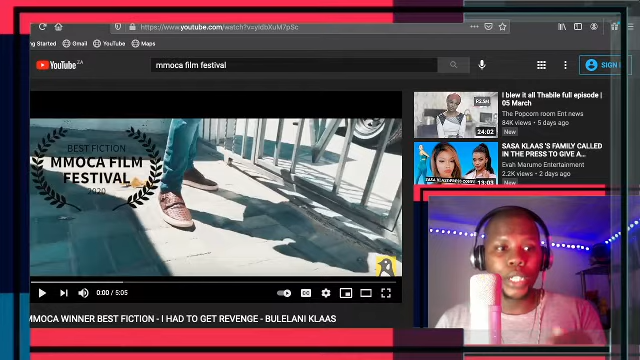 https://www.youtube.com/watch?v=yIdbXuM7pSc
ng Started
Gmail
YouTube
Maps
YouTube ZA
mmoca film festival
SIGN I
BEST FICTION
MMOCA FILM
FESTIVAL
2020
0:00 / 5:05
MMOCA WINNER BEST FICTION - I HAD TO GET REVENGE - BULELANI KLAAS
I blew it all Thabile full episode |
05 March
The Popcorn room Ent news
84K views • 5 days ago
New
24:02
SASA KLAAS 'S FAMILY CALLED
IN THE PRESS TO GIVE A...
Evah Marumo Entertainment
2.2K views • 2 days ago
New
13:03